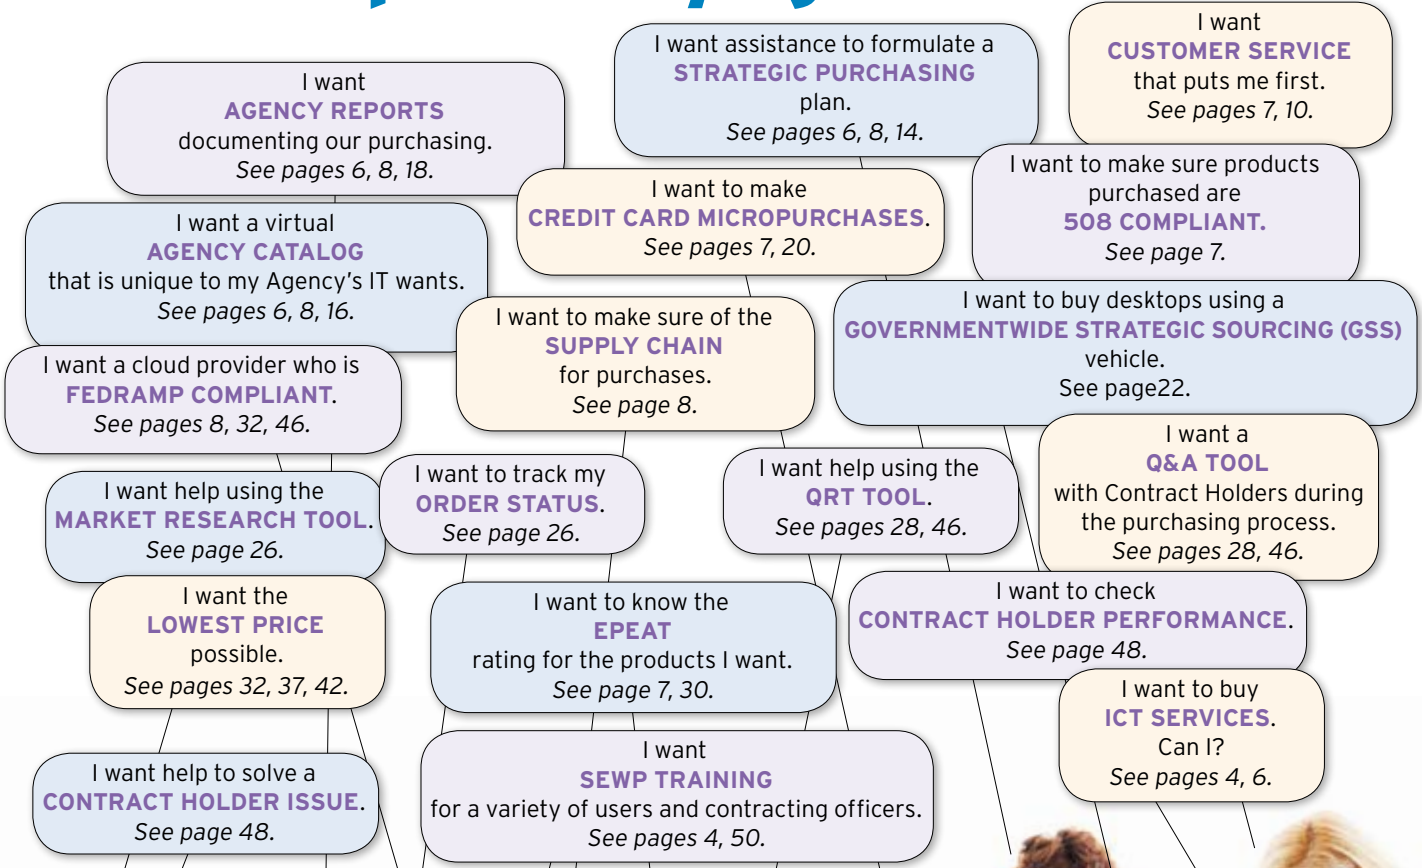 I want
CUSTOMER SERVICE
that puts me first.
See pages 7, 10.
I want assistance to formulate a
STRATEGIC PURCHASING
plan.
See pages 6, 8, 14.
I want
AGENCY REPORTS
documenting our purchasing.
See pages 6, 8, 18.
I want to make sure products
purchased are
508 COMPLIANT.
See page 7.
I want to make
CREDIT CARD MICROPURCHASES.
See pages 7, 20.
I want a virtual
AGENCY CATALOG
that is unique to my Agency’s IT wants.
See pages 6, 8, 16.
I want to buy desktops using a
GOVERNMENTWIDE STRATEGIC SOURCING (GSS)
vehicle.
See page22.
I want to make sure of the
SUPPLY CHAIN
for purchases.
See page 8.
I want a cloud provider who is
FEDRAMP COMPLIANT.
See pages 8, 32, 46.
I want a
Q&A TOOL
with Contract Holders during
the purchasing process.
See pages 28, 46.
I want help using the
QRT TOOL.
See pages 28, 46.
I want to track my
ORDER STATUS.
See page 26.
I want help using the
MARKET RESEARCH TOOL.
See page 26.
I want to check
CONTRACT HOLDER PERFORMANCE.
See page 48.
I want the
LOWEST PRICE
possible.
See pages 32, 37, 42.
I want to know the
EPEAT
rating for the products I want.
See page 7, 30.
I want to buy
ICT SERVICES.
Can I?
See pages 4, 6.
I want
SEWP TRAINING
for a variety of users and contracting officers.
See pages 4, 50.
I want help to solve a
CONTRACT HOLDER ISSUE.
See page 48.